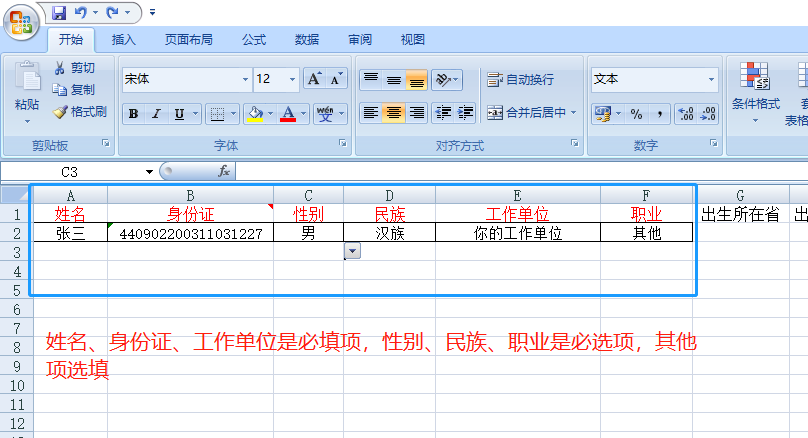 开始 插入 页面布局 公式 数据 审阅 视图
剪切
宋体 12 A A 自动换行 文本
粘贴 复制 条件格式 套
格式刷 B I U A 合并后居中 % , 表格格
剪贴板 字体 对齐方式 数字
C3 fx
A B C D E F G
1 姓名 身份证 性别 民族 工作单位 职业 出生所在省 出
2 张三 440902200311031227 男 汉族 你的工作单位 其他
3
4
5
6
7
8
9
10
11
12
姓名、身份证、工作单位是必填项，性别、民族、职业是必选项，其他
项选填